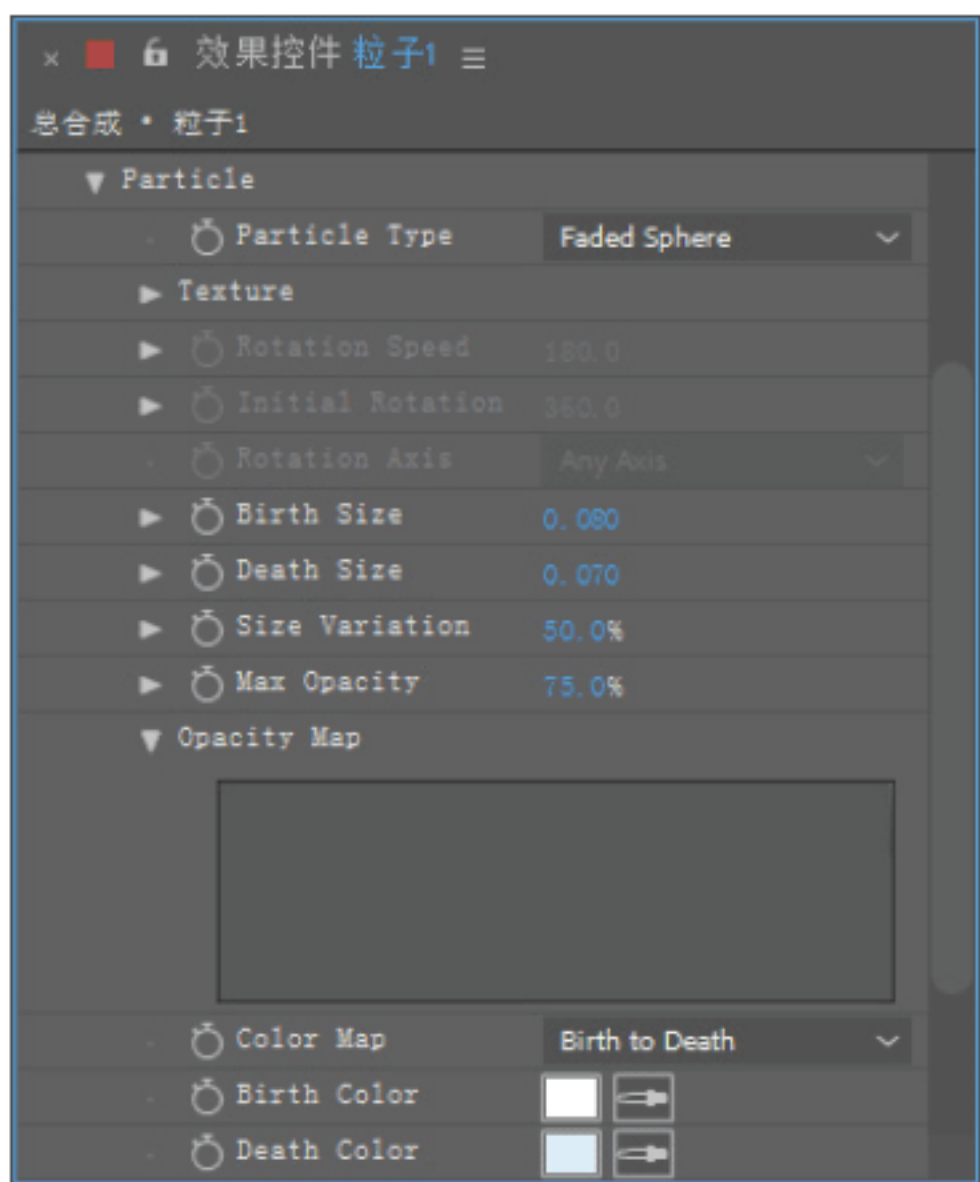 × 效果控件 粒子1 ≡
总合成 • 粒子1
Particle
Particle Type Faded Sphere
Texture
Rotation Speed 180.0
Initial Rotation 360.0
Rotation Axis Any Axis
Birth Size 0.080
Death Size 0.070
Size Variation 50.0%
Max Opacity 75.0%
Opacity Map
Color Map Birth to Death
Birth Color
Death Color